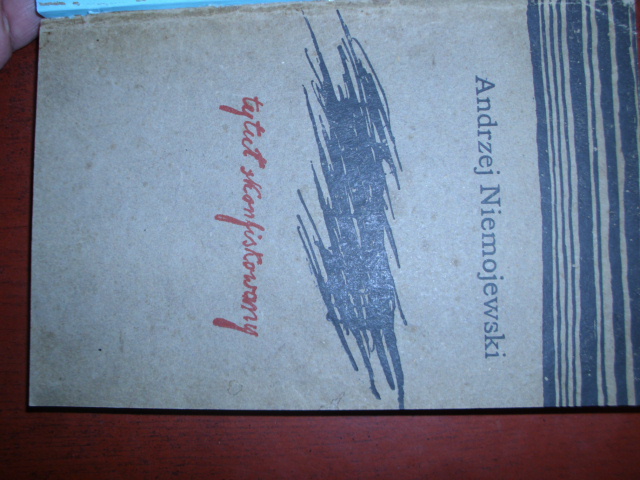 Andrzej Niemojewski
tytuł skonfiskowany